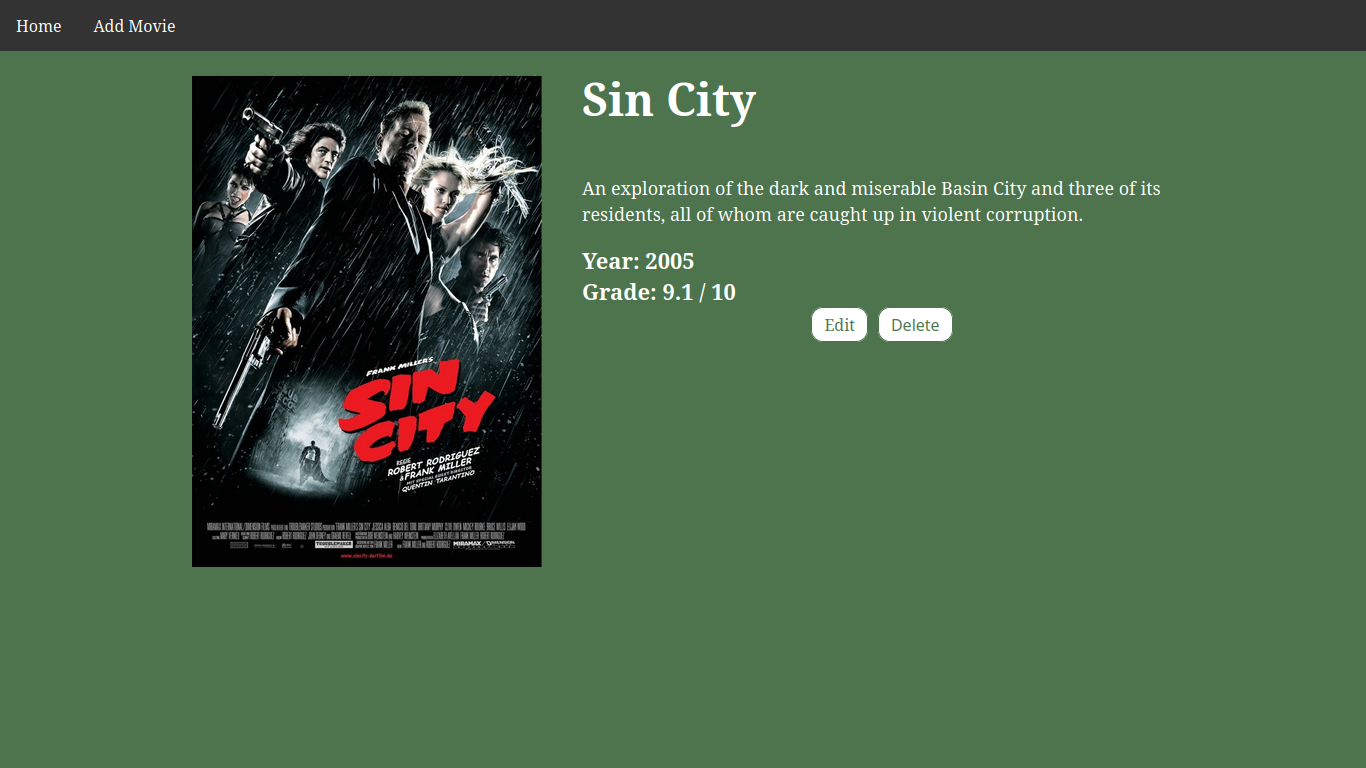 Home Add Movie
Sin City
An exploration of the dark and miserable Basin City and three of its
residents, all of whom are caught up in violent corruption.
Year: 2005
Grade: 9.1 / 10
Edit Delete
FRANK MILLER'S
SIN
CITY
REGIE
ROBERT RODRIGUEZ
& FRANK MILLER
MIT SPECIAL GUEST DIRECTOR
QUENTIN TARANTINO